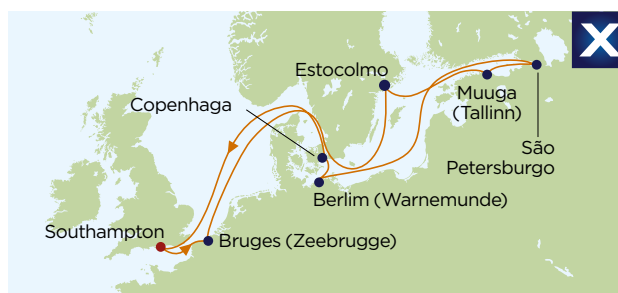 X
Estocolmo
Copenhaga
Muuga
(Tallinn)
São
Petersburgo
Berlim (Warnemunde)
Southampton
Bruges (Zeebrugge)